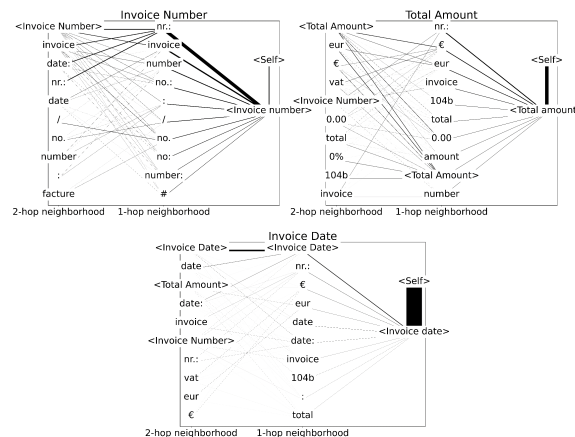 Invoice Number
<Invoice Number>
invoice
date:
nr.:
date
/
no.
number
:
facture
nr.:
invoice
number
no.:
:
/
no.
no:
number:
#
<Self>
<Invoice number>
2-hop neighborhood
1-hop neighborhood
Total Amount
<Total Amount>
eur
€
vat
<Invoice Number>
0.00
total
0%
104b
invoice
nr.:
€
eur
invoice
104b
total
0.00
amount
<Total Amount>
number
<Self>
<Total amount
2-hop neighborhood
1-hop neighborhood
Invoice Date
<Invoice Date>
date
<Total Amount>
date:
invoice
<Invoice Number>
nr.:
vat
eur
€
<Invoice Date>
nr.:
€
eur
date
date:
invoice
104b
:
total
<Self>
<Invoice date>
2-hop neighborhood
1-hop neighborhood